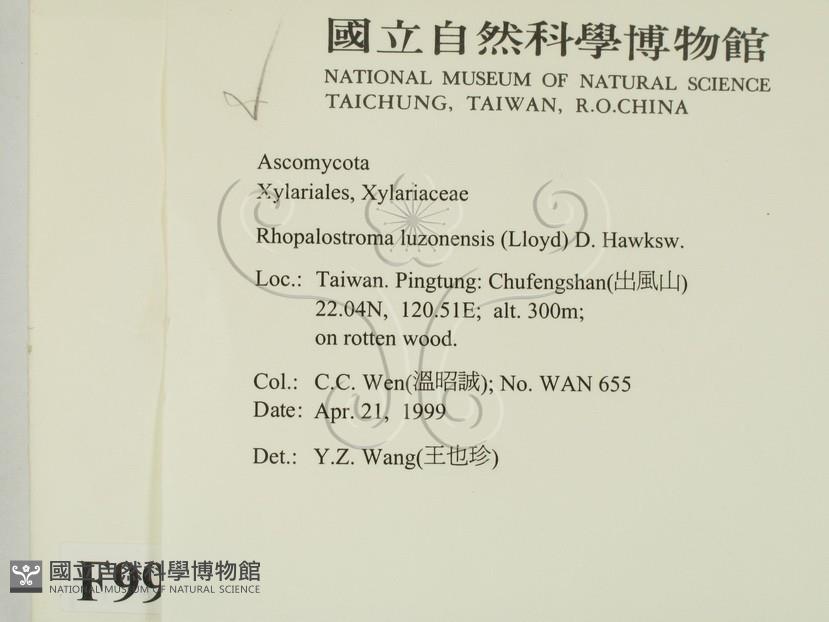 國立自然科學博物館
NATIONAL MUSEUM OF NATURAL SCIENCE
TAICHUNG, TAIWAN, R.O.CHINA
Ascomycota
Xylariales, Xylariaceae
Rhopalostroma luzonensis (Lloyd) D. Hawksw.
Loc.: Taiwan. Pingtung: Chufengshan(出風山)
22.04N, 120.51E; alt. 300m;
on rotten wood.
Col.: C.C. Wen(溫昭誠); No. WAN 655
Date: Apr. 21, 1999
Det.: Y.Z. Wang(王也珍)
F99
國立自然科學博物館
NATIONAL MUSEUM OF NATURAL SCIENCE